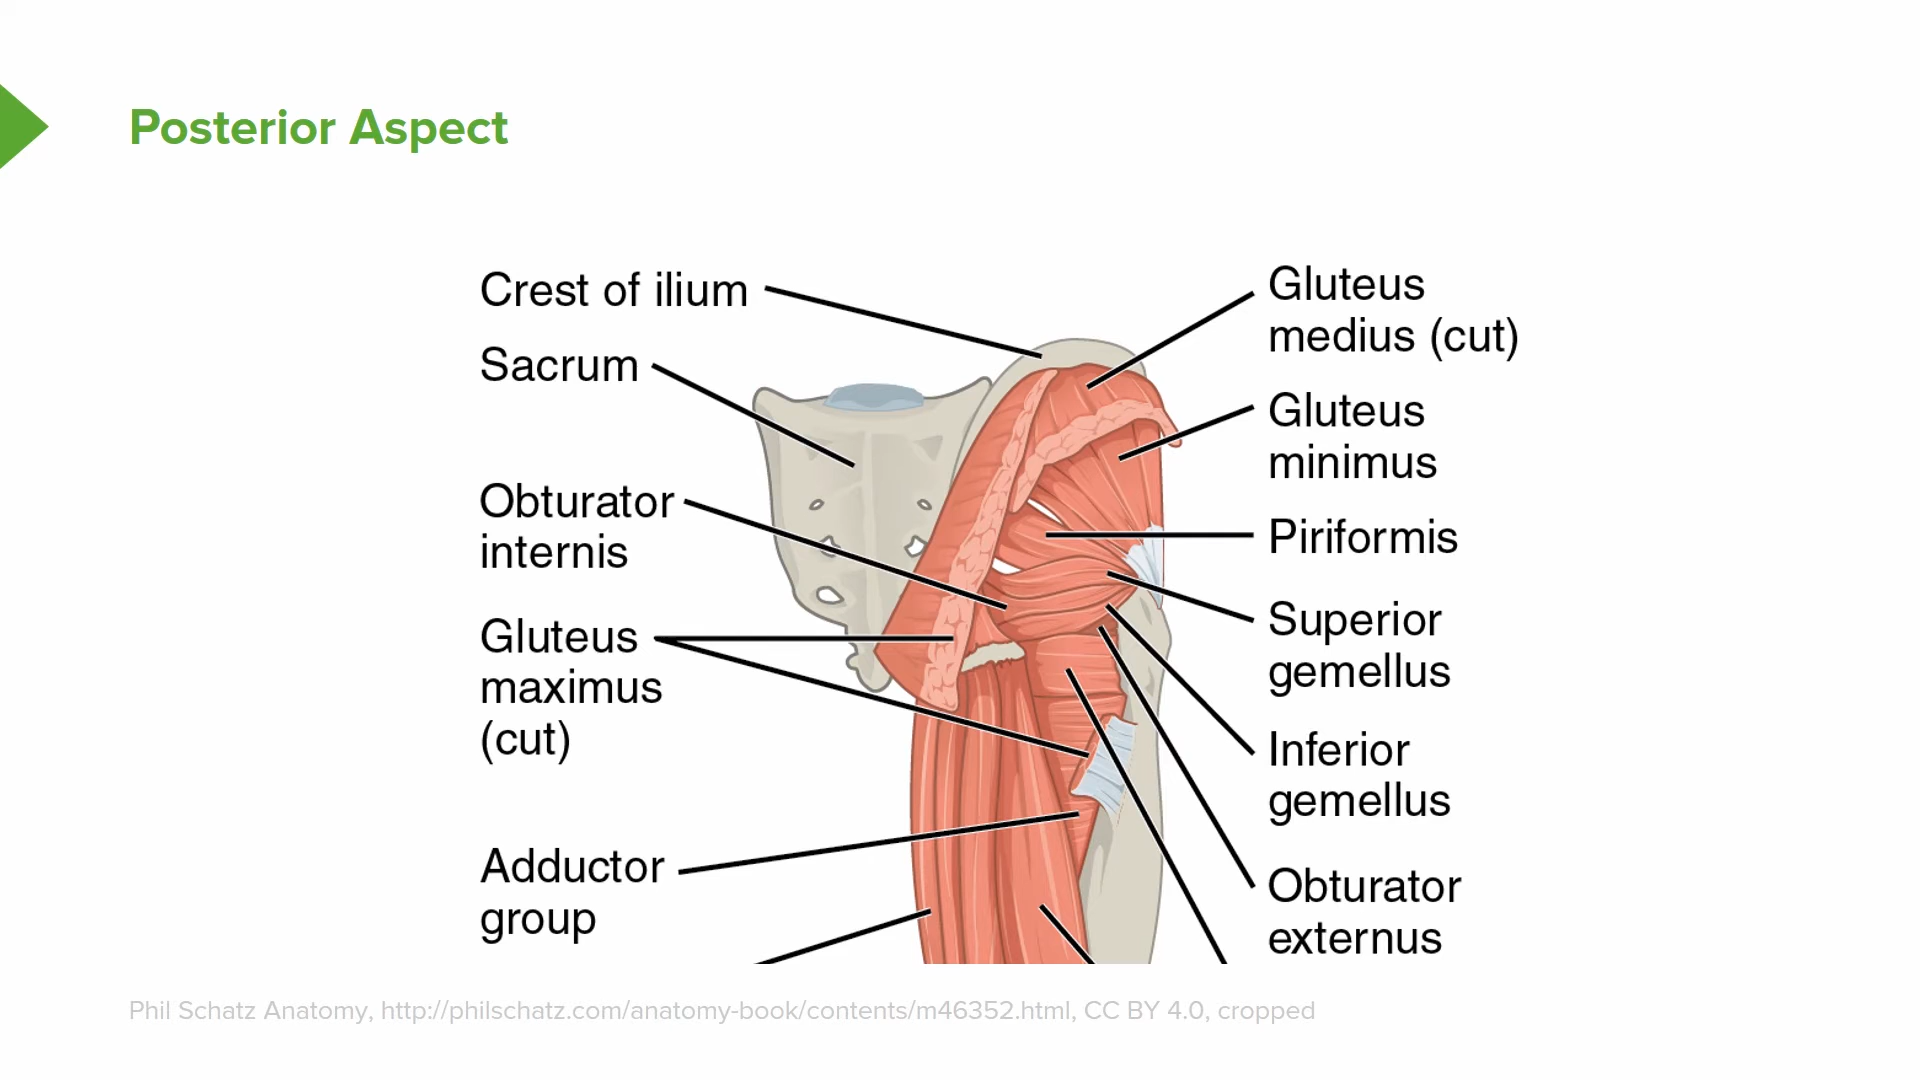 Posterior Aspect
Crest of ilium
Sacrum
Obturator
internis
Gluteus
maximus
(cut)
Adductor
group
Gluteus
medius (cut)
Gluteus
minimus
Piriformis
Superior
gemellus
Inferior
gemellus
Obturator
externus
Phil Schatz Anatomy, http://philschatz.com/anatomy-book/contents/m46352.html, CC BY 4.0, cropped